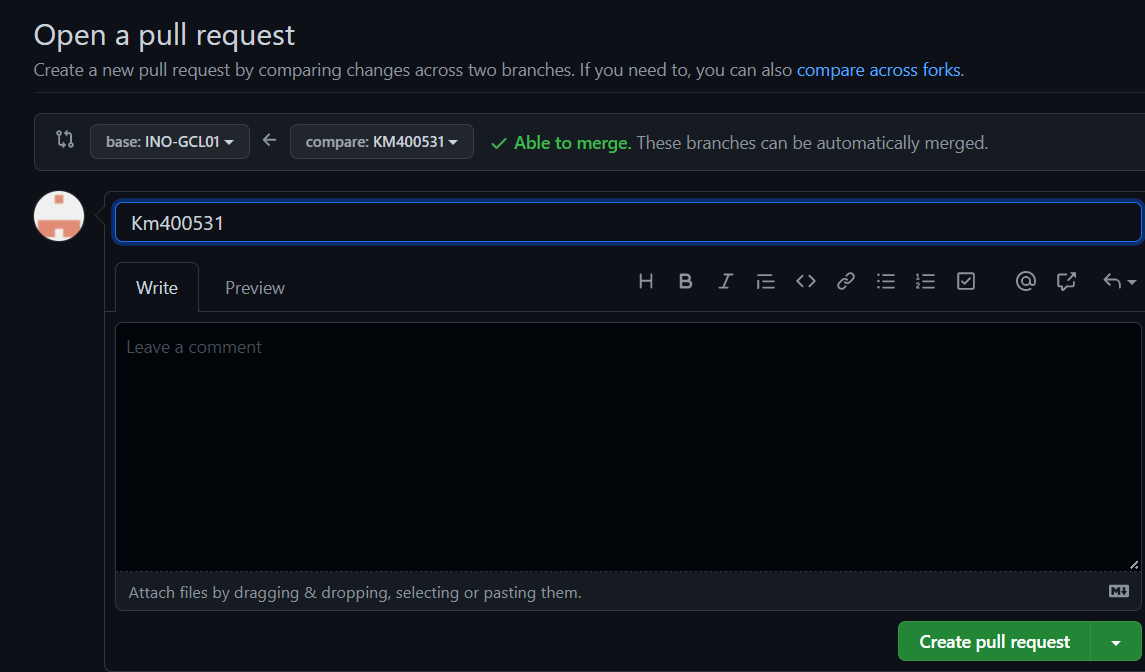 Open a pull request
Create a new pull request by comparing changes across two branches. If you need to, you can also compare across forks.
base: INO-GCL01 compare: KM400531 Able to merge. These branches can be automatically merged.
Km400531
Write Preview
Leave a comment
Attach files by dragging & dropping, selecting or pasting them.
Create pull request